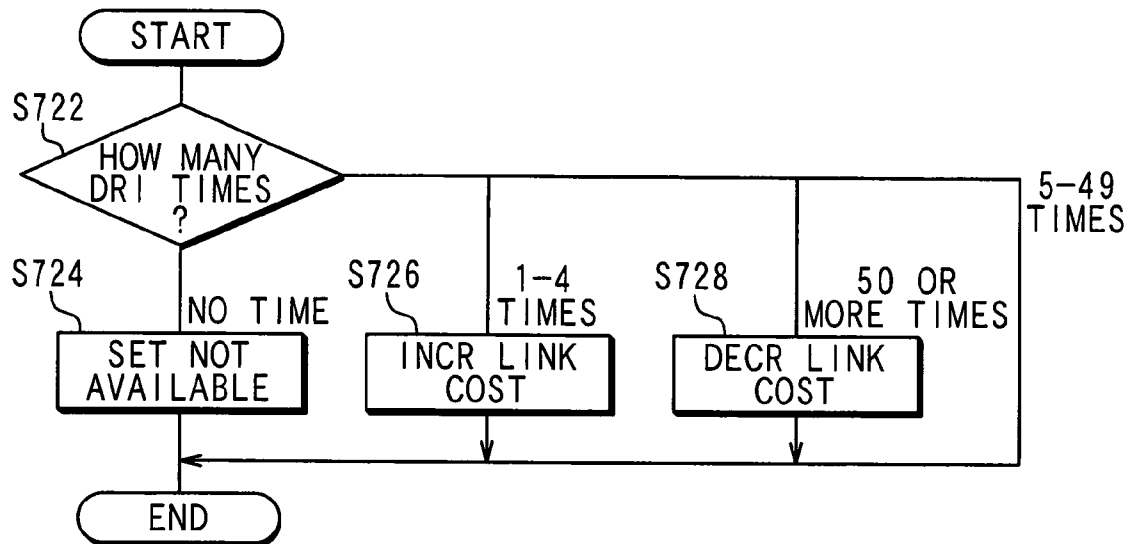 START
S722
HOW MANY
DRI TIMES
?
5-49
TIMES
S724
NO TIME
SET NOT
AVAILABLE
S726
1-4
TIMES
INCR LINK
COST
S728
50 OR
MORE TIMES
DECR LINK
COST
END